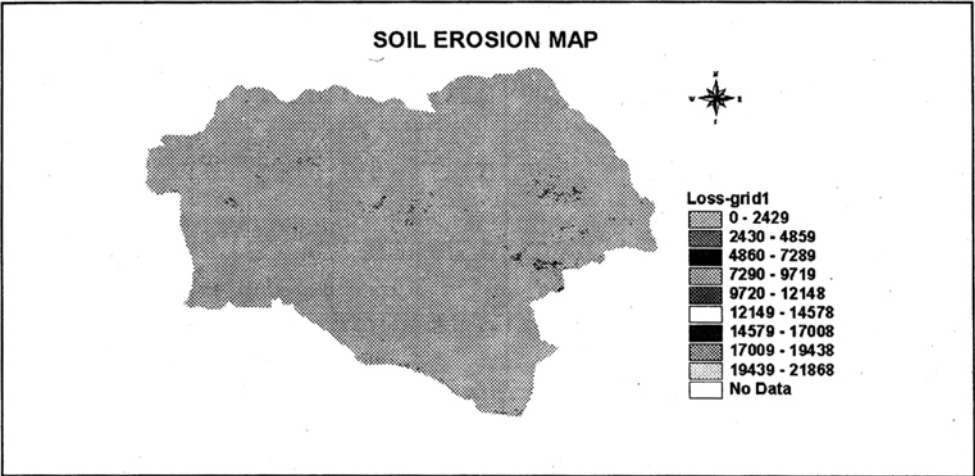 SOIL EROSION MAP
Loss-grid1
0 - 2429
2430 - 4859
4860 - 7289
7290 - 9719
9720 - 12148
12149 - 14578
14579 - 17008
17009 - 19438
19439 - 21868
No Data